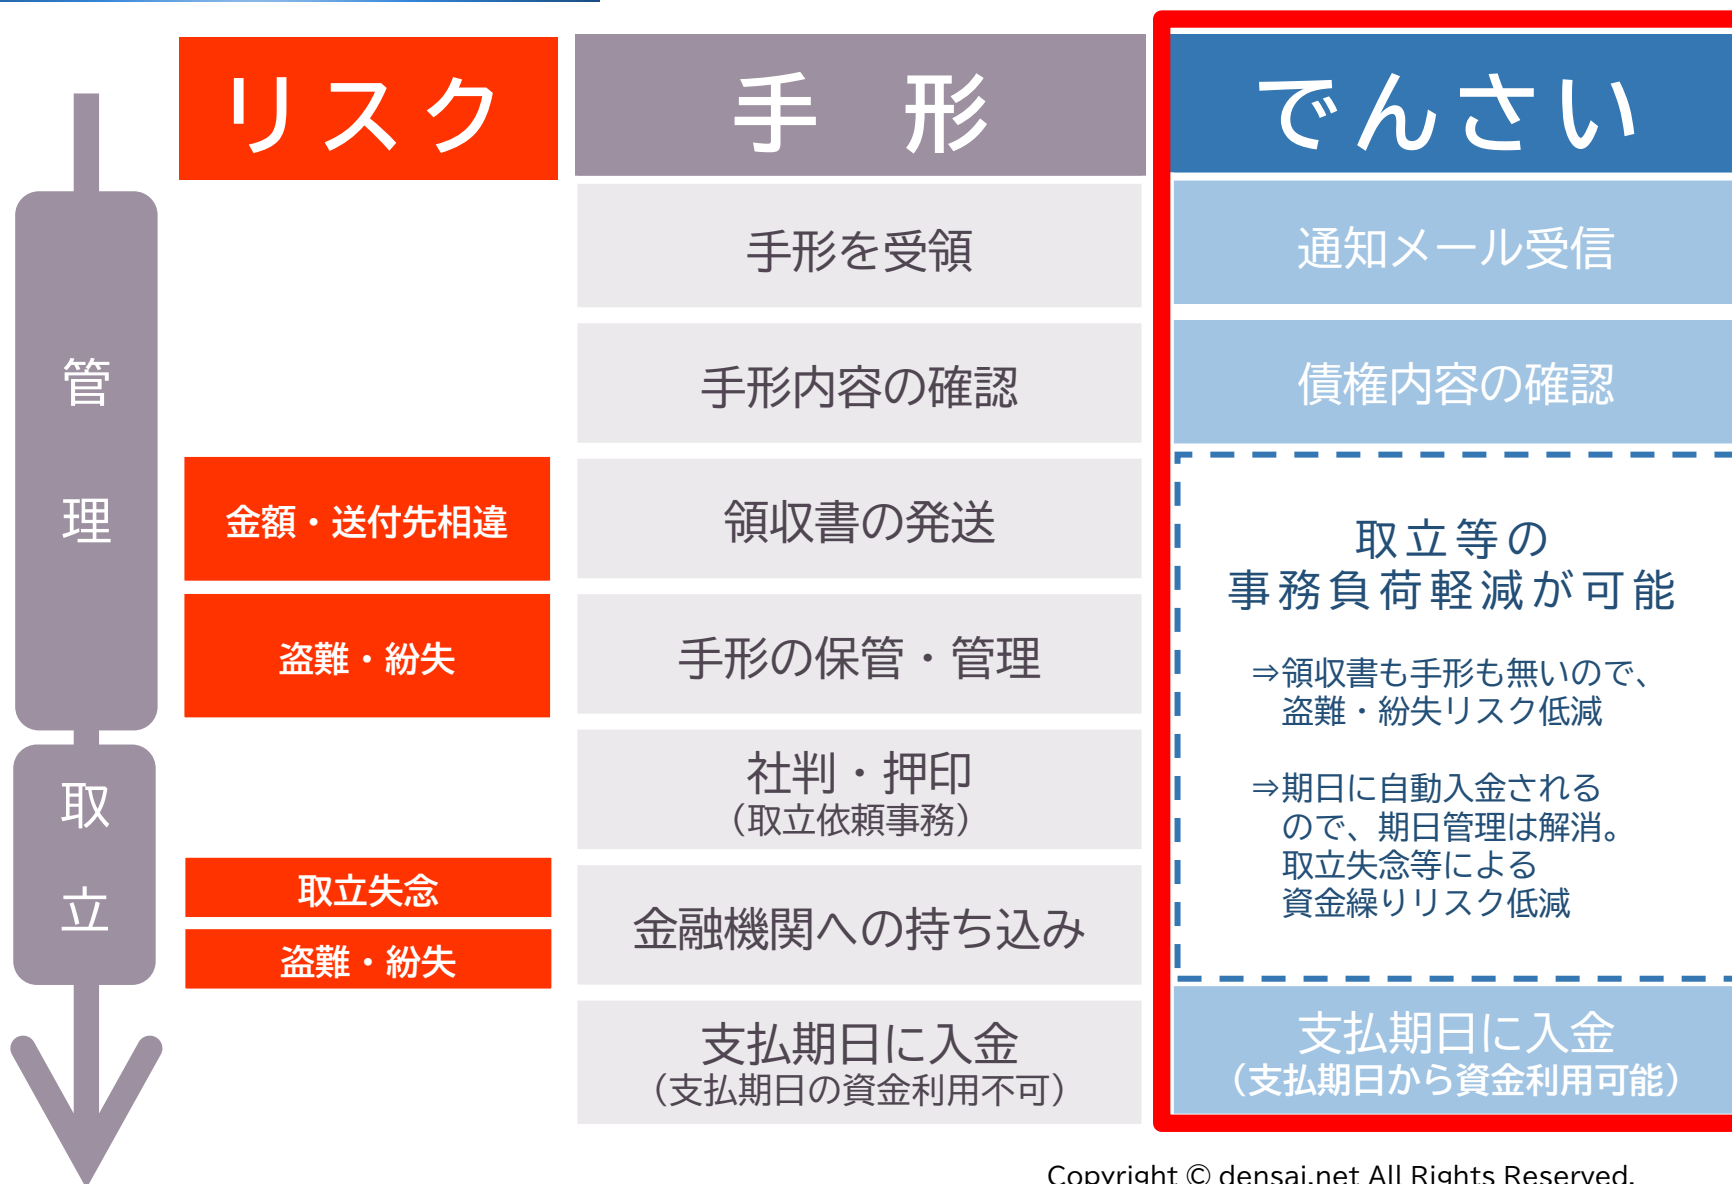 リスク
手 形
でんさい
管
理
手形を受領
通知メール受信
手形内容の確認
債権内容の確認
金額・送付先相違
領収書の発送
盗難・紛失
手形の保管・管理
取立等の
事務負荷軽減が可能
⇒領収書も手形も無いので、
盗難・紛失リスク低減
⇒期日に自動入金される
ので、期日管理は解消。
取立失念等による
資金繰りリスク低減
取
立
社判・押印
（取立依頼事務）
取立失念
盗難・紛失
金融機関への持ち込み
支払期日に入金
（支払期日の資金利用不可）
支払期日に入金
（支払期日から資金利用可能）
Copyright © densai.net All Rights Reserved.